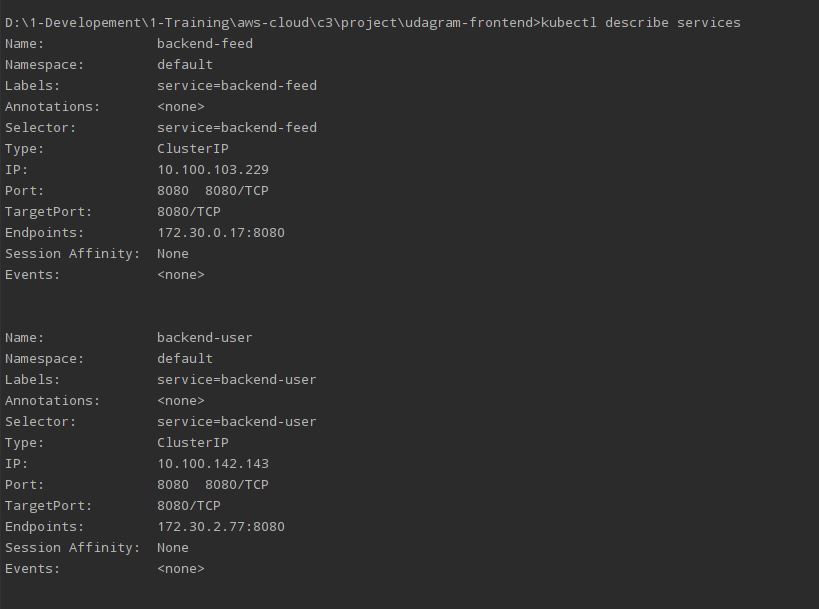 D:\1-Developement\1-Training\aws-cloud\c3\project\udagram-frontend>kubectl describe services
Name:              backend-feed
Namespace:         default
Labels:            service=backend-feed
Annotations:       <none>
Selector:          service=backend-feed
Type:              ClusterIP
IP:                10.100.103.229
Port:              8080  8080/TCP
TargetPort:        8080/TCP
Endpoints:         172.30.0.17:8080
Session Affinity:  None
Events:            <none>
Name:              backend-user
Namespace:         default
Labels:            service=backend-user
Annotations:       <none>
Selector:          service=backend-user
Type:              ClusterIP
IP:                10.100.142.143
Port:              8080  8080/TCP
TargetPort:        8080/TCP
Endpoints:         172.30.2.77:8080
Session Affinity:  None
Events:            <none>